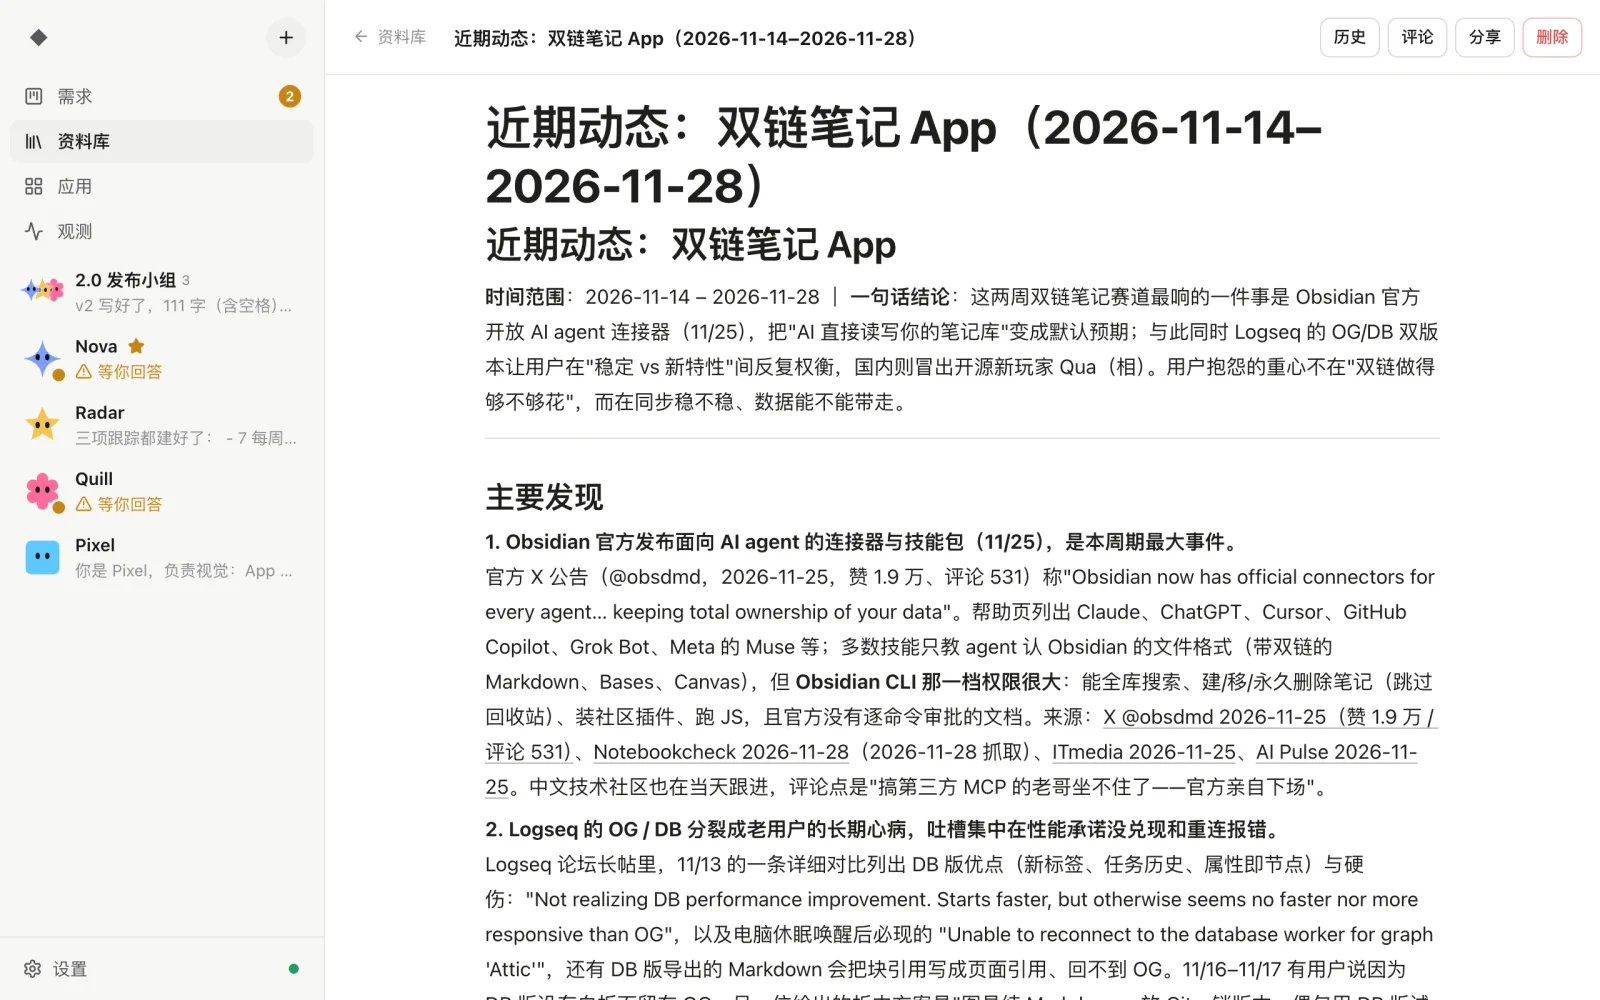 需求
2
资料库
应用
观测
2.0 发布小组 3
v2 写好了，111 字（含空格）...
Nova
等你回答
Radar
三项跟踪都建好了： - 7 每周...
Quill
等你回答
Pixel
你是 Pixel，负责视觉：App ...
设置
← 资料库
近期动态：双链笔记 App（2026-11-14–2026-11-28）
历史
评论
分享
删除
近期动态：双链笔记 App（2026-11-14–
2026-11-28）
近期动态：双链笔记 App
时间范围：2026-11-14 – 2026-11-28 ｜ 一句话结论：这两周双链笔记赛道最响的一件事是 Obsidian 官方
开放 AI agent 连接器（11/25），把"AI 直接读写你的笔记库"变成默认预期；与此同时 Logseq 的 OG/DB 双版
本让用户在"稳定 vs 新特性"间反复权衡，国内则冒出开源新玩家 Qua（相）。用户抱怨的重心不在"双链做得
够不够花"，而在同步稳不稳、数据能不能带走。
主要发现
1. Obsidian 官方发布面向 AI agent 的连接器与技能包（11/25），是本周期最大事件。
官方 X 公告（@obsdmd，2026-11-25，赞 1.9 万、评论 531）称"Obsidian now has official connectors for
every agent... keeping total ownership of your data"。帮助页列出 Claude、ChatGPT、Cursor、GitHub
Copilot、Grok Bot、Meta 的 Muse 等；多数技能只教 agent 认 Obsidian 的文件格式（带双链的
Markdown、Bases、Canvas），但 Obsidian CLI 那一档权限很大：能全库搜索、建/移/永久删除笔记（跳过
回收站）、装社区插件、跑 JS，且官方没有逐命令审批的文档。来源：X @obsdmd 2026-11-25（赞 1.9 万 /
评论 531）、Notebookcheck 2026-11-28（2026-11-28 抓取）、ITmedia 2026-11-25、AI Pulse 2026-11-
25。中文技术社区也在当天跟进，评论点是"搞第三方 MCP 的老哥坐不住了——官方亲自下场"。
2. Logseq 的 OG / DB 分裂成老用户的长期心病，吐槽集中在性能承诺没兑现和重连报错。
Logseq 论坛长帖里，11/13 的一条详细对比列出 DB 版优点（新标签、任务历史、属性即节点）与硬
伤："Not realizing DB performance improvement. Starts faster, but otherwise seems no faster nor more
responsive than OG"，以及电脑休眠唤醒后必现的 "Unable to reconnect to the database worker for graph
'Attic'"，还有 DB 版导出的 Markdown 会把块引用写成页面引用、回不到 OG。11/16–11/17 有用户说因为